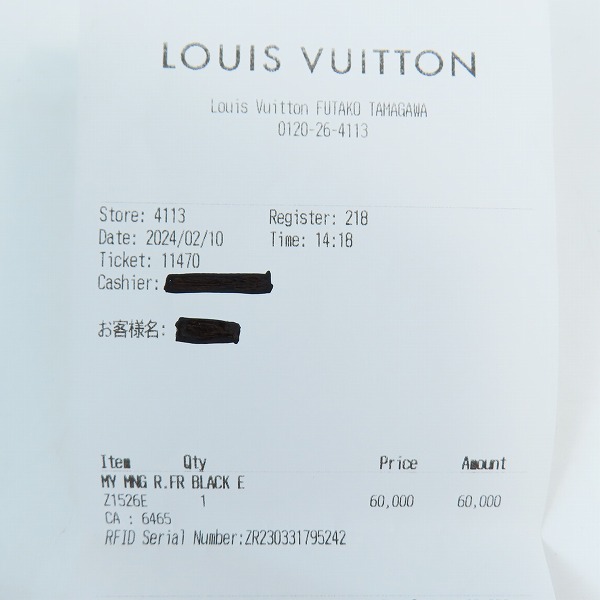 LOUIS VUITTON
Louis Vuitton FUTAKO TAMAGAWA
0120-26-4113
Store: 4113 Register: 218
Date: 2024/02/10 Time: 14:18
Ticket: 11470
Cashier:
お客様名:
Item Qty Price Amount
MY MNG R.FR BLACK E
Z1526E 1 60,000 60,000
CA : 6465
RFID Serial Number:ZR230331795242